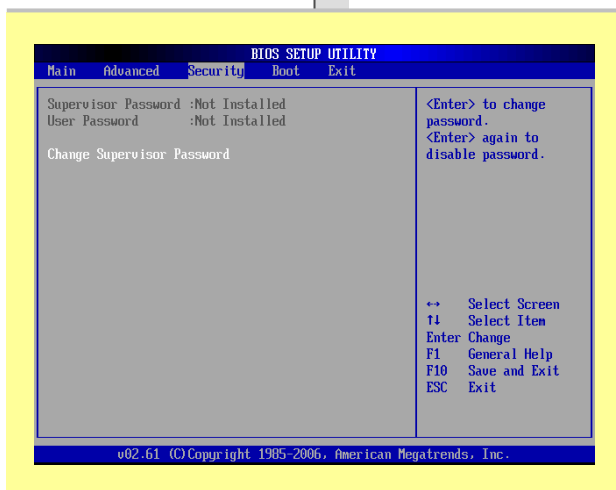 BIOS SETUP UTILITY
Main Advanced Security Boot Exit
Supervisor Password :Not Installed
User Password :Not Installed
Change Supervisor Password
<Enter> to change
password.
<Enter> again to
disable password.
↔ Select Screen
↑↓ Select Item
Enter Change
F1 General Help
F10 Save and Exit
ESC Exit
v02.61 (C)Copyright 1985-2006, American Megatrends, Inc.